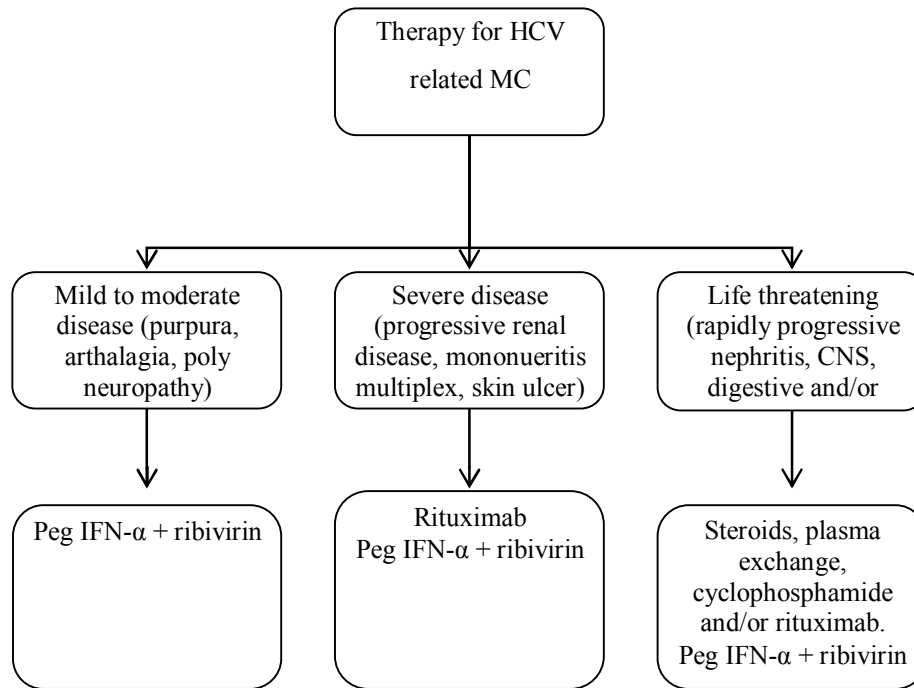 Therapy for HCV
related MC
Mild to moderate
disease (purpura,
arthalagia, poly
neuropathy)
Severe disease
(progressive renal
disease, mononueritis
multiplex, skin ulcer)
Life threatening
(rapidly progressive
nephritis, CNS,
digestive and/or
Peg IFN-α + ribivirin
Rituximab
Peg IFN-α + ribivirin
Steroids, plasma
exchange,
cyclophosphamide
and/or rituximab.
Peg IFN-α + ribivirin